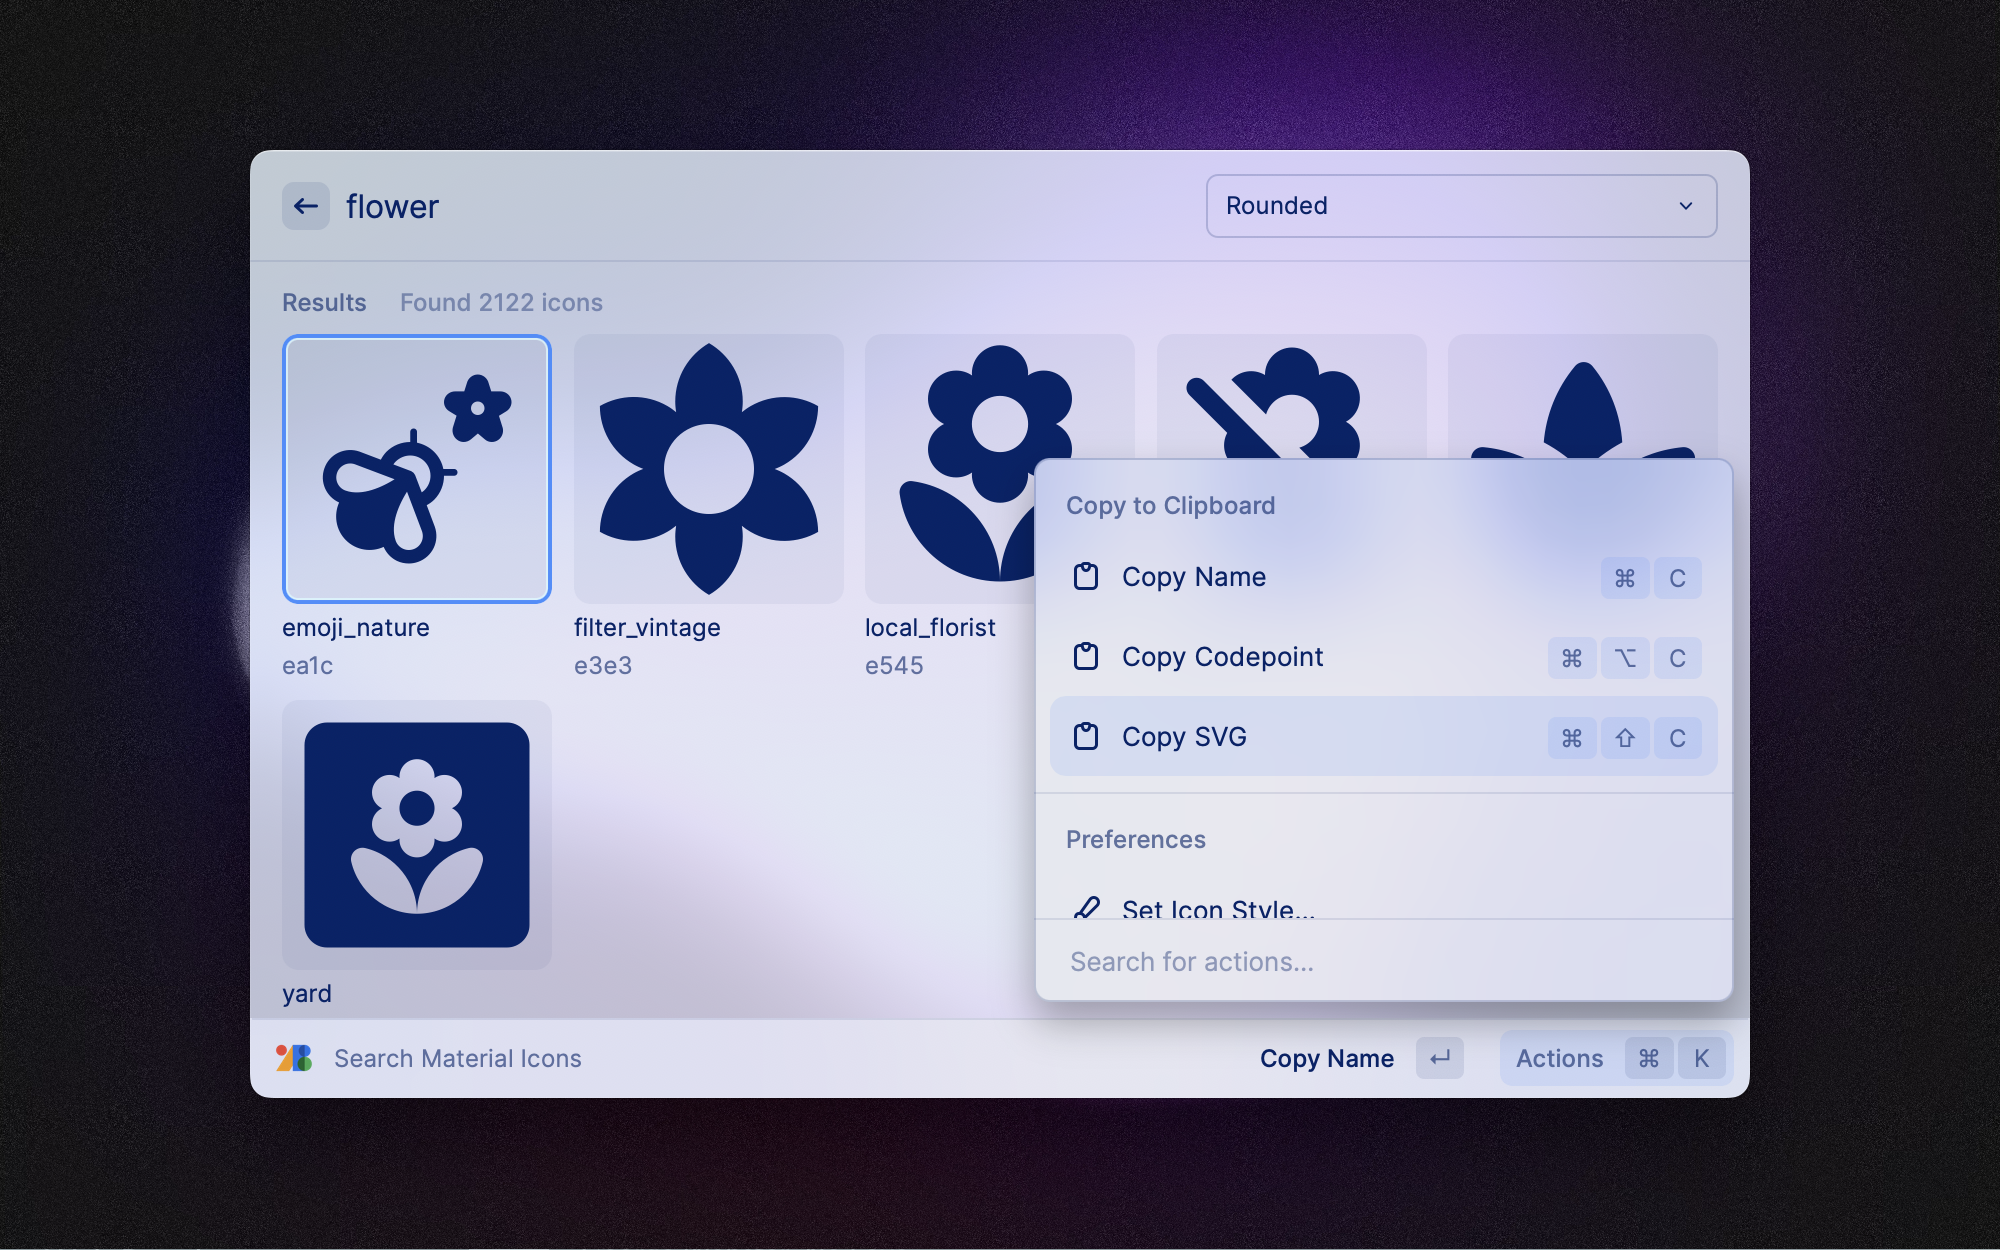 flower
Rounded
Results Found 2122 icons
emoji_nature
ea1c
filter_vintage
e3e3
local_florist
e545
yard
Copy to Clipboard
Copy Name ⌘ C
Copy Codepoint ⌘ ⌥ C
Copy SVG ⌘ ⇧ C
Preferences
Set Icon Style...
Search for actions...
Search Material Icons
Copy Name ↵
Actions ⌘ K